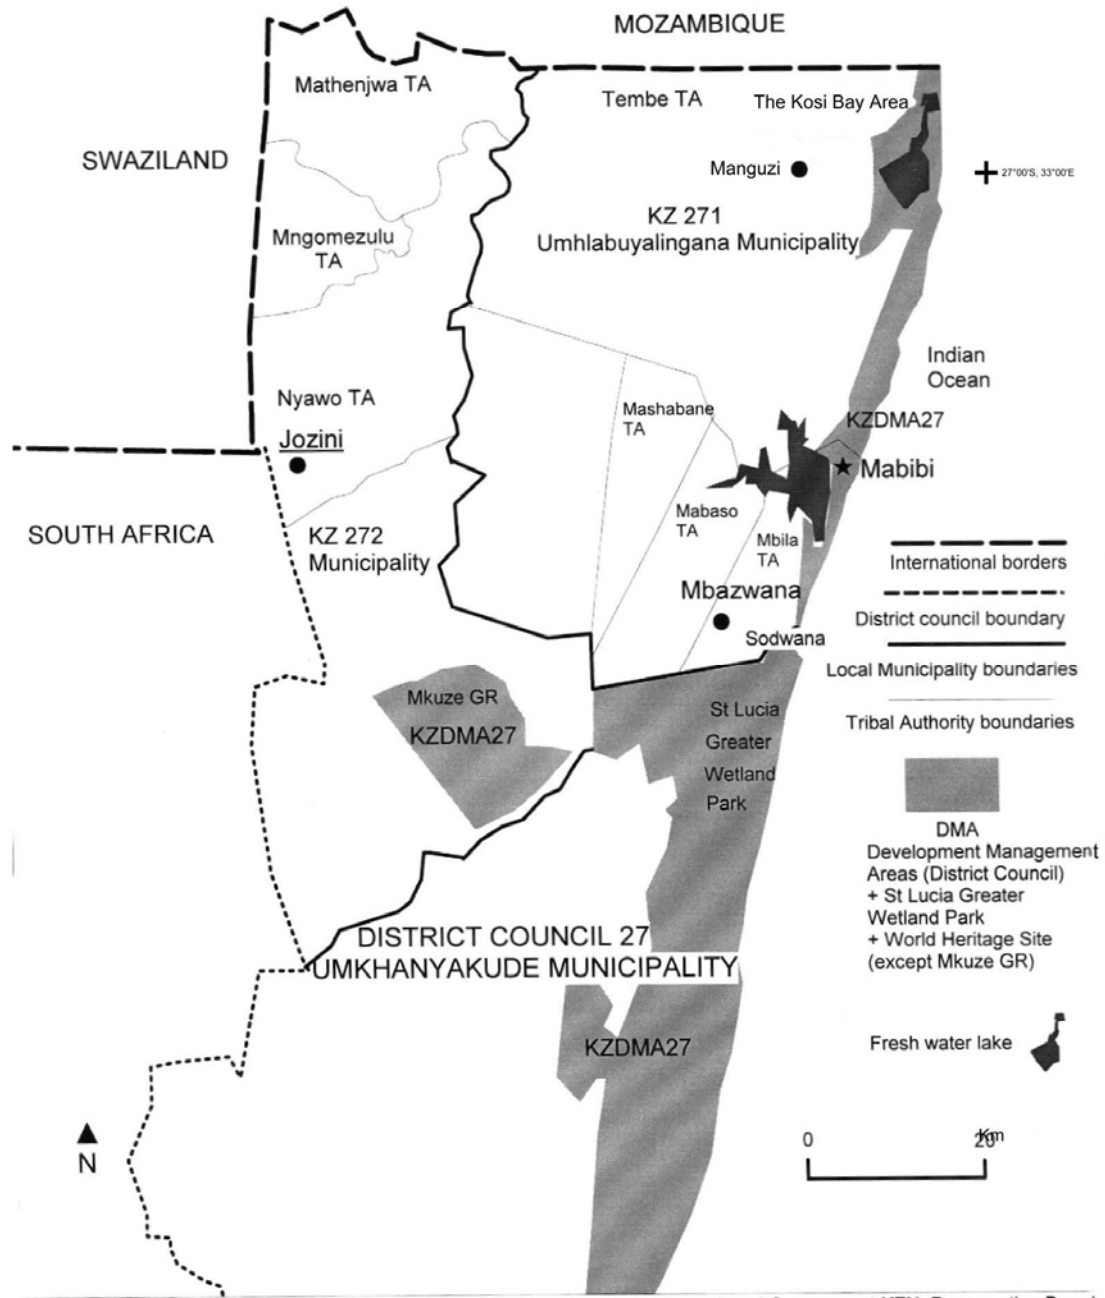 MOZAMBIQUE
Mathenjwa TA
Tembe TA
The Kosi Bay Area
SWAZILAND
Manguzi
27°00'S, 33°00'E
KZ 271
Umhlabuyalingana Municipality
Mngomezulu
TA
Indian
Ocean
Nyawo TA
Mashabane
TA
KZDMA27
Jozini
Mabibi
SOUTH AFRICA
KZ 272
Municipality
Mabaso
TA
Mbila
TA
International borders
Mbazwana
District council boundary
Sodwana
Local Municipality boundaries
Mkuze GR
KZDMA27
St Lucia
Greater
Wetland
Park
Tribal Authority boundaries
DMA
Development Management
Areas (District Council)
+ St Lucia Greater
Wetland Park
+ World Heritage Site
(except Mkuze GR)
DISTRICT COUNCIL 27
UMKHANYAKUDE MUNICIPALITY
KZDMA27
Fresh water lake
N
0
20
Km